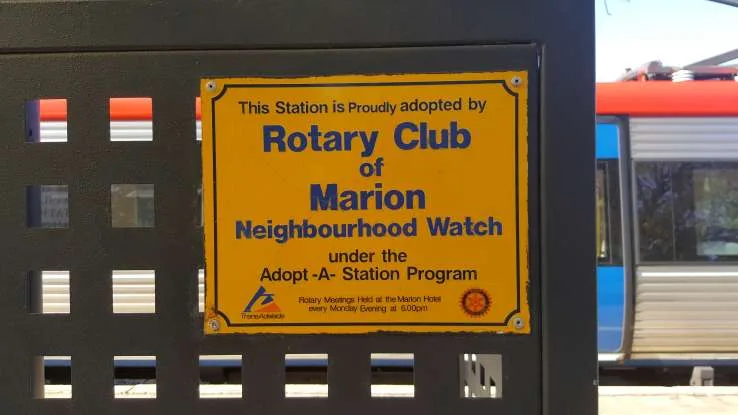 This Station is Proudly adopted by
Rotary Club
of
Marion
Neighbourhood Watch
under the
Adopt -A- Station Program
TransAdelaide
Rotary Meetings Held at the Marion Hotel
every Monday Evening at 6.00pm